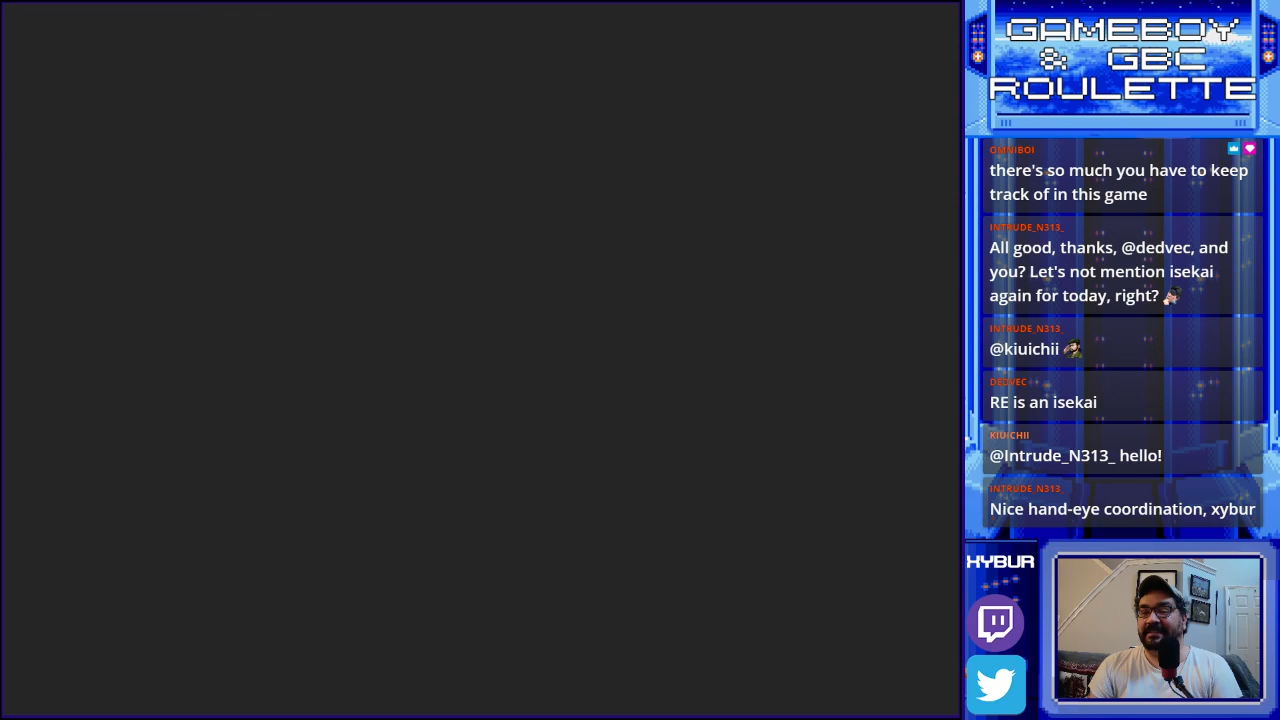 GAMEBOY
& GBC
ROULETTE
OMNIBOI
there's so much you have to keep
track of in this game
INTRUDE_N313_
All good, thanks, @dedvec, and
you? Let's not mention isekai
again for today, right?
INTRUDE_N313_
@kiuichii
DEDVEC
RE is an isekai
KIUICHII
@Intrude_N313_ hello!
INTRUDE_N313_
Nice hand-eye coordination, xybur
XYBUR